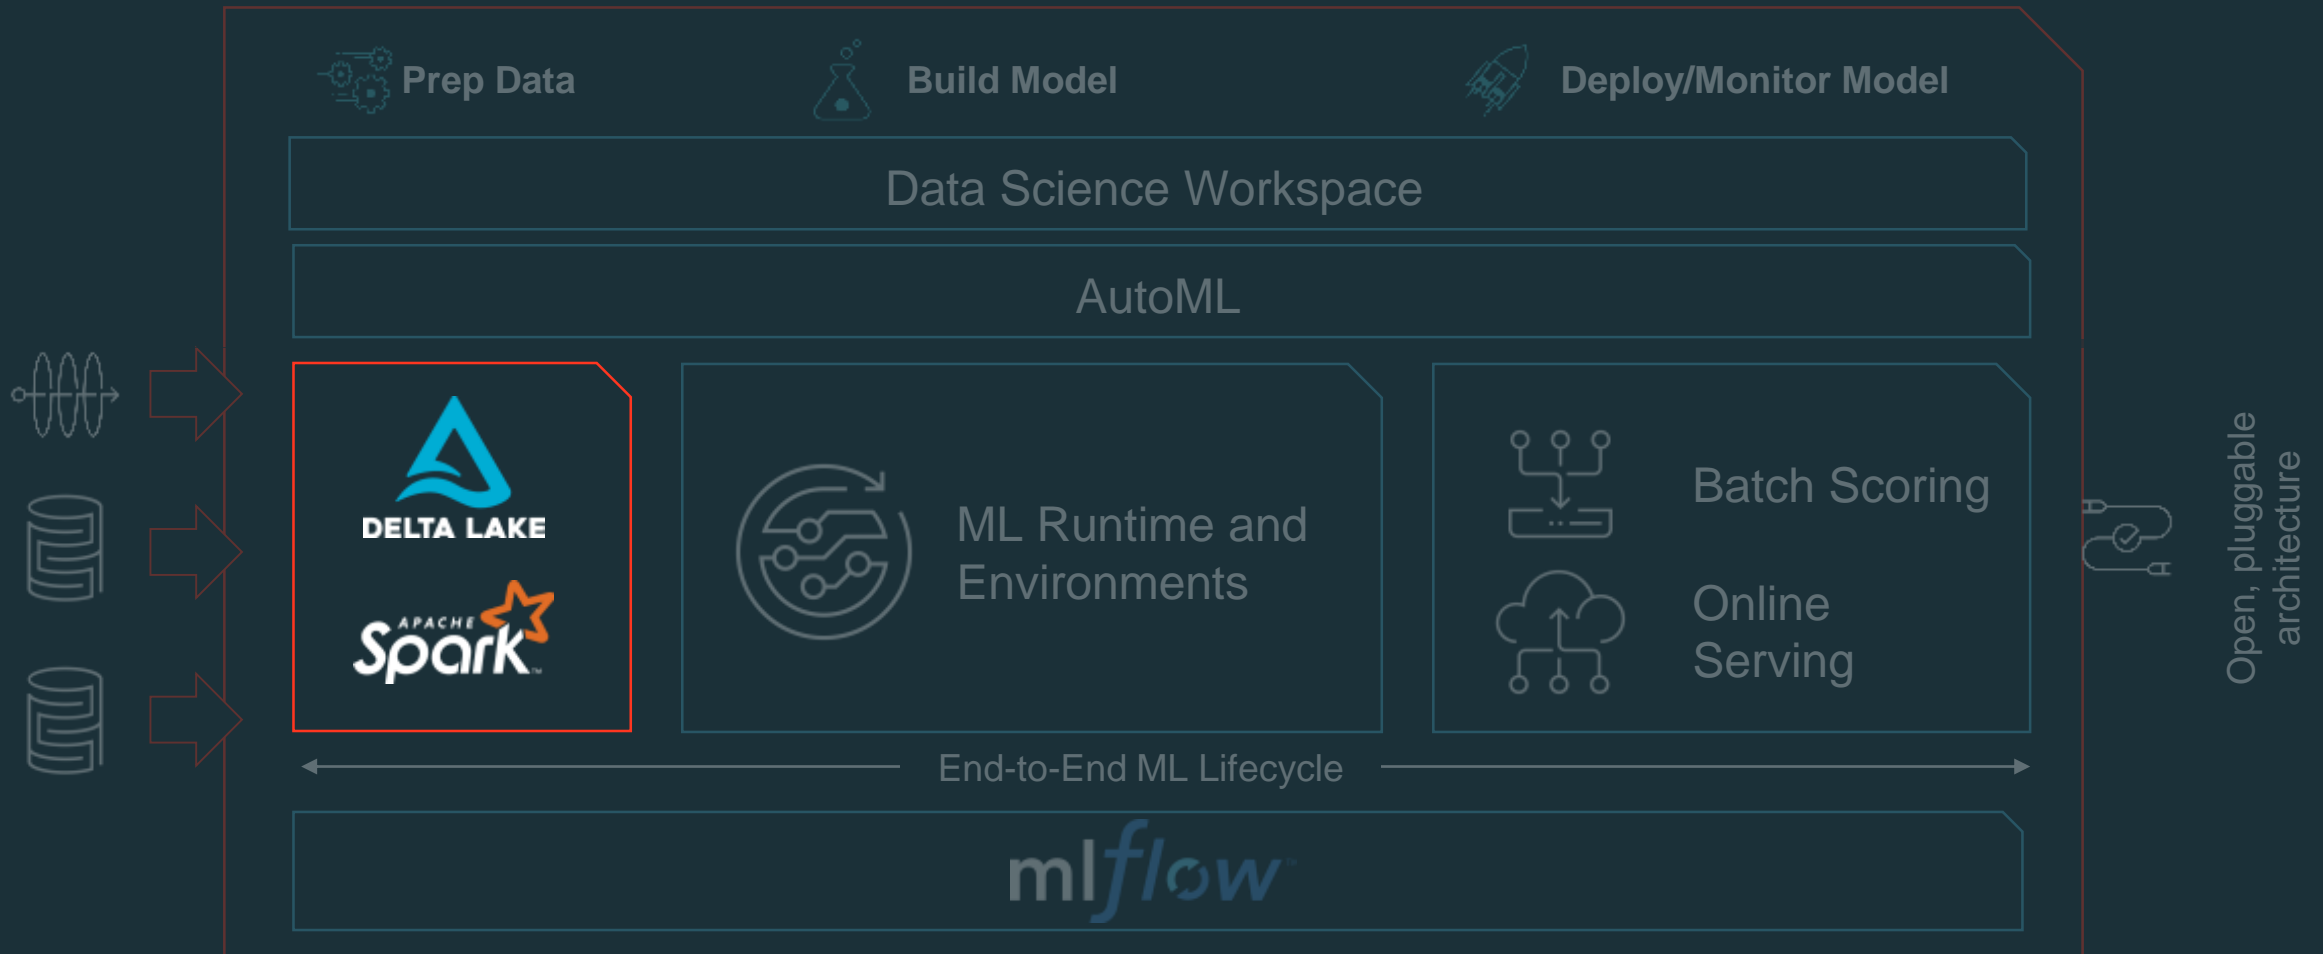 Prep Data
Build Model
Deploy/Monitor Model
Data Science Workspace
AutoML
DELTA LAKE
APACHE
Spark™
ML Runtime and
Environments
Batch Scoring
Online
Serving
Open, pluggable
architecture
End-to-End ML Lifecycle
mlflow